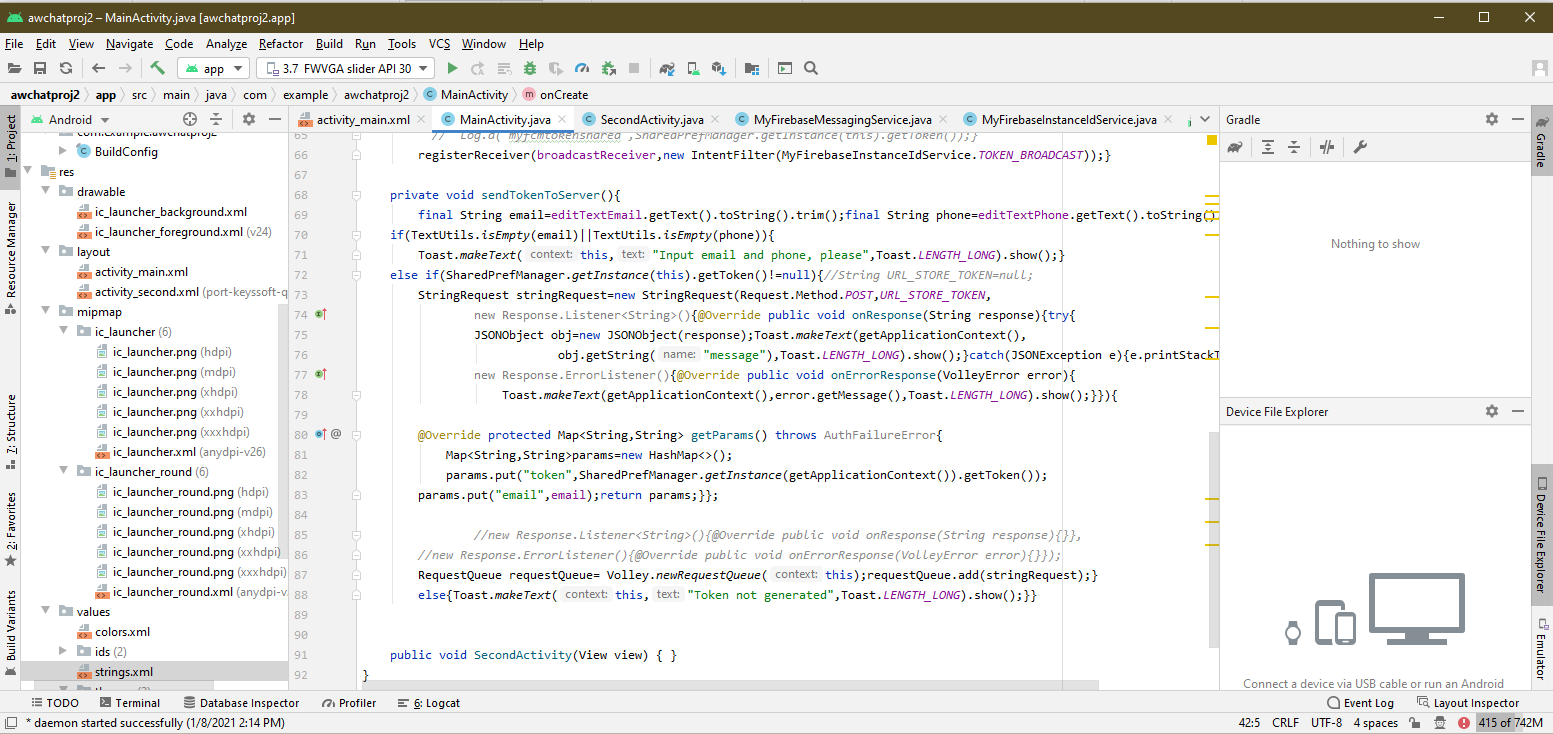 awchatproj2 – MainActivity.java [awchatproj2.app]
File Edit View Navigate Code Analyze Refactor Build Run Tools VCS Window Help
app 3.7 FWVGA slider API 30
awchatproj2 app src main java com example awchatproj2 MainActivity onCreate
1: Project
Resource Manager
Z: Structure
2: Favorites
Build Variants
Android
com.example.awchatproj2
BuildConfig
res
drawable
ic_launcher_background.xml
ic_launcher_foreground.xml (v24)
layout
activity_main.xml
activity_second.xml (port-keyssoft-q
mipmap
ic_launcher (6)
ic_launcher.png (hdpi)
ic_launcher.png (mdpi)
ic_launcher.png (xhdpi)
ic_launcher.png (xxhdpi)
ic_launcher.png (xxxhdpi)
ic_launcher.xml (anydpi-v26)
ic_launcher_round (6)
ic_launcher_round.png (hdpi)
ic_launcher_round.png (mdpi)
ic_launcher_round.png (xhdpi)
ic_launcher_round.png (xxhdpi)
ic_launcher_round.png (xxxhdpi)
ic_launcher_round.xml (anydpi-v
values
colors.xml
ids (2)
strings.xml
activity_main.xml MainActivity.java SecondActivity.java MyFirebaseMessagingService.java MyFirebaseInstanceIdService.java
65 // Log.d("myfcmtokenshared",SharedPrefManager.getInstance(this).getToken());}
66 registerReceiver(broadcastReceiver,new IntentFilter(MyFirebaseInstanceIdService.TOKEN_BROADCAST));}
67
68 private void sendTokenToServer(){
69 final String email=editTextEmail.getText().toString().trim();final String phone=editTextPhone.getText().toString()
70 if(TextUtils.isEmpty(email)||TextUtils.isEmpty(phone)){
71 Toast.makeText( context: this, text: "Input email and phone, please",Toast.LENGTH_LONG).show();}
72 else if(SharedPrefManager.getInstance(this).getToken()!=null){//String URL_STORE_TOKEN=null;
73 StringRequest stringRequest=new StringRequest(Request.Method.POST,URL_STORE_TOKEN,
74 new Response.Listener<String>(){@Override public void onResponse(String response){try{
75 JSONObject obj=new JSONObject(response);Toast.makeText(getApplicationContext(),
76 obj.getString( name: "message"),Toast.LENGTH_LONG).show();}catch(JSONException e){e.printStackT
77 new Response.ErrorListener(){@Override public void onErrorResponse(VolleyError error){
78 Toast.makeText(getApplicationContext(),error.getMessage(),Toast.LENGTH_LONG).show();}}){
79
80 @ @Override protected Map<String,String> getParams() throws AuthFailureError{
81 Map<String,String>params=new HashMap<>();
82 params.put("token",SharedPrefManager.getInstance(getApplicationContext()).getToken());
83 params.put("email",email);return params;}};
84
85 //new Response.Listener<String>(){@Override public void onResponse(String response){}},
86 //new Response.ErrorListener(){@Override public void onErrorResponse(VolleyError error){}});
87 RequestQueue requestQueue= Volley.newRequestQueue( context: this);requestQueue.add(stringRequest);}
88 else{Toast.makeText( context: this, text: "Token not generated",Toast.LENGTH_LONG).show();}}
89
90
91 public void SecondActivity(View view) { }
92 }
Gradle
Nothing to show
Device File Explorer
Connect a device via USB cable or run an Android
Gradle
Device File Explorer
Emulator
TODO Terminal Database Inspector Profiler 6: Logcat Event Log Layout Inspector
* daemon started successfully (1/8/2021 2:14 PM) 42:5 CRLF UTF-8 4 spaces 415 of 742M